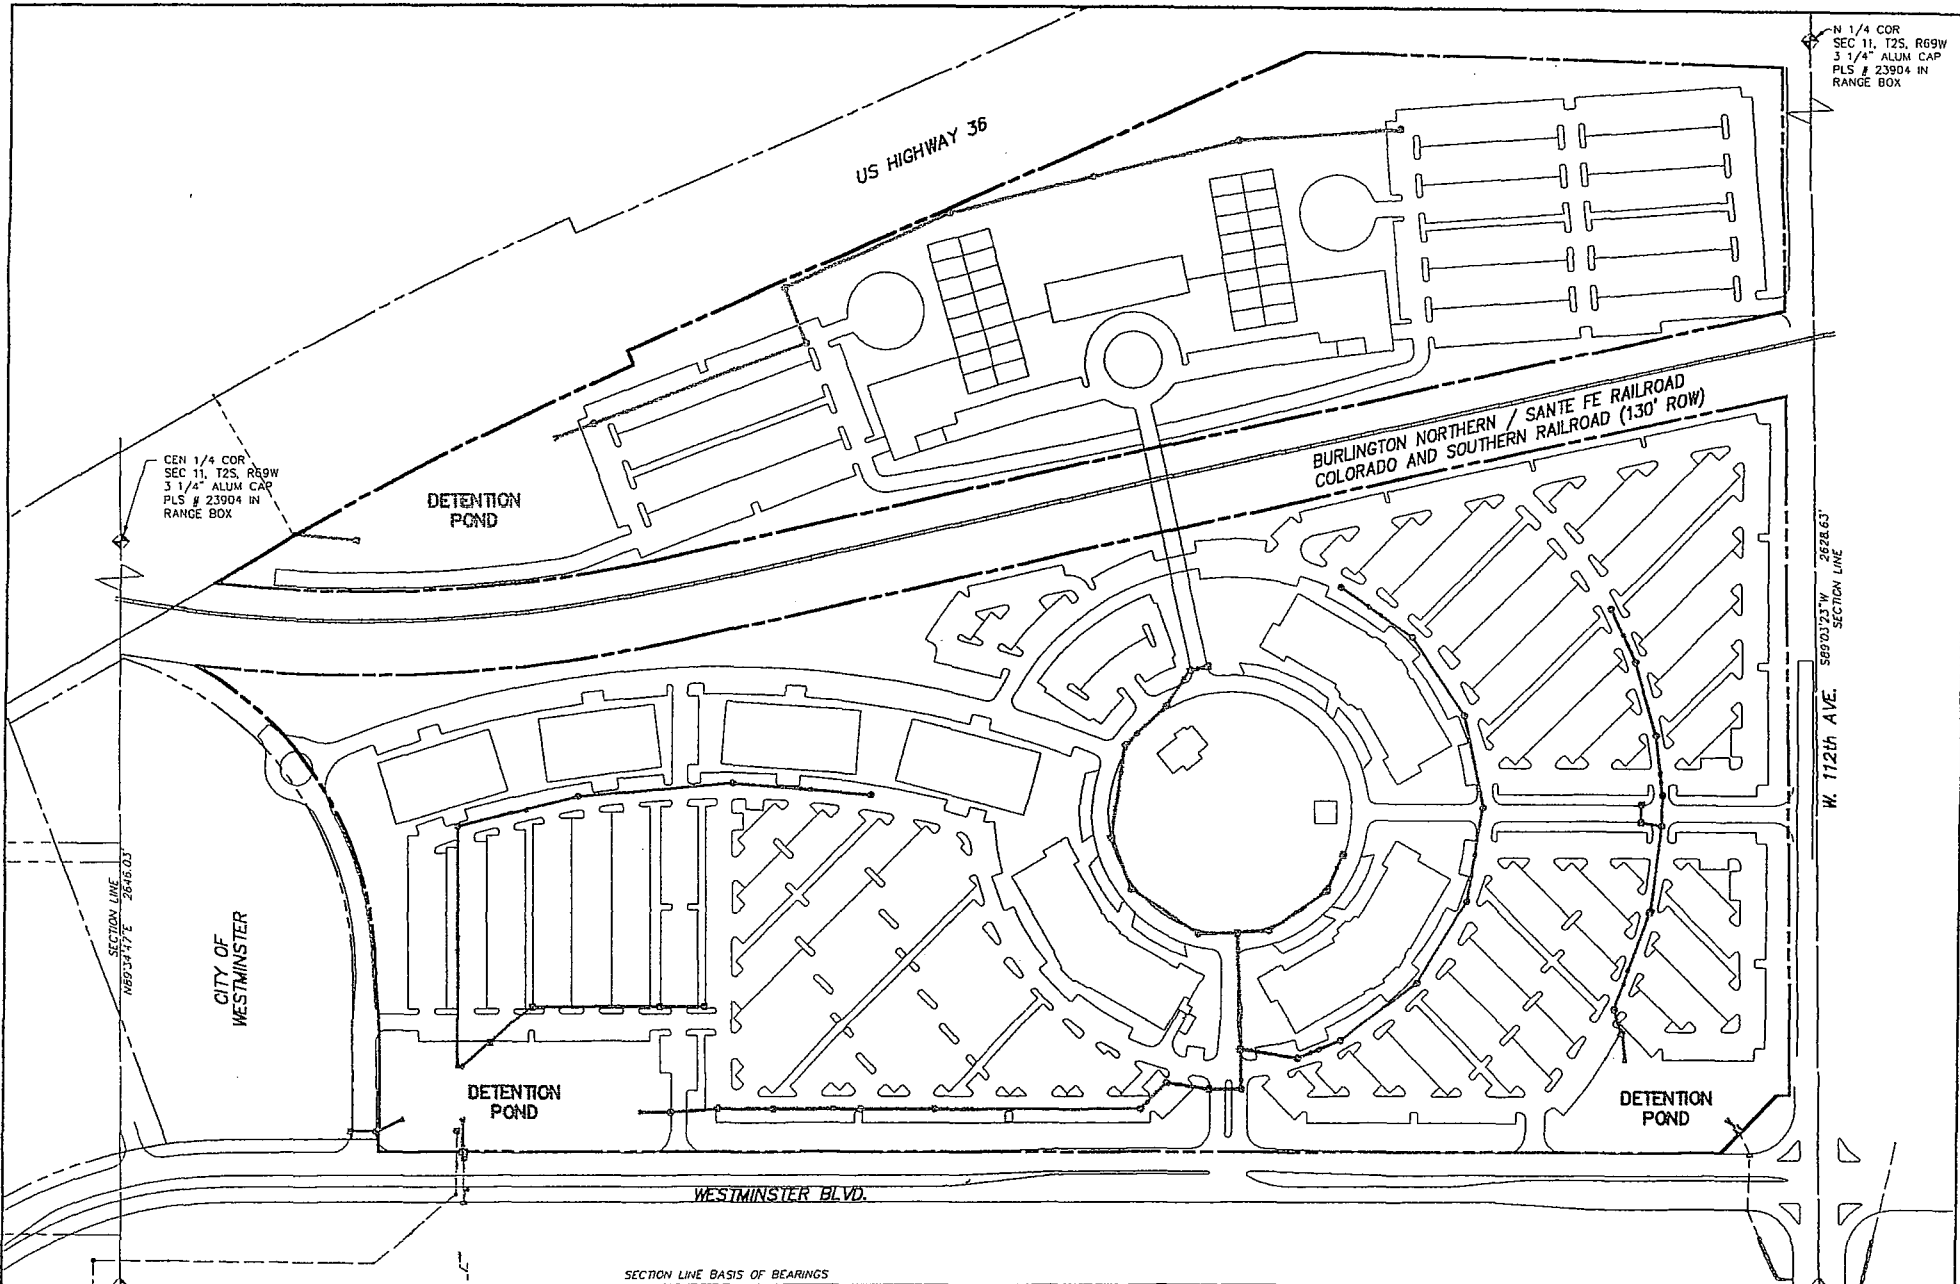 N 1/4 COR
SEC 11, T2S, R69W
3 1/4" ALUM CAP
PLS # 23904 IN
RANGE BOX
US HIGHWAY 36
BURLINGTON NORTHERN / SANTE FE RAILROAD
COLORADO AND SOUTHERN RAILROAD (130' ROW)
CEN 1/4 COR
SEC 11, T2S, R69W
3 1/4" ALUM CAP
PLS # 23904 IN
RANGE BOX
DETENTION
POND
S89°03'23"W 2628.63'
SECTION LINE
W. 112th AVE.
SECTION LINE
N89°34'47"E 2646.03'
CITY OF
WESTMINSTER
DETENTION
POND
DETENTION
POND
WESTMINSTER BLVD.
SECTION LINE BASIS OF BEARINGS